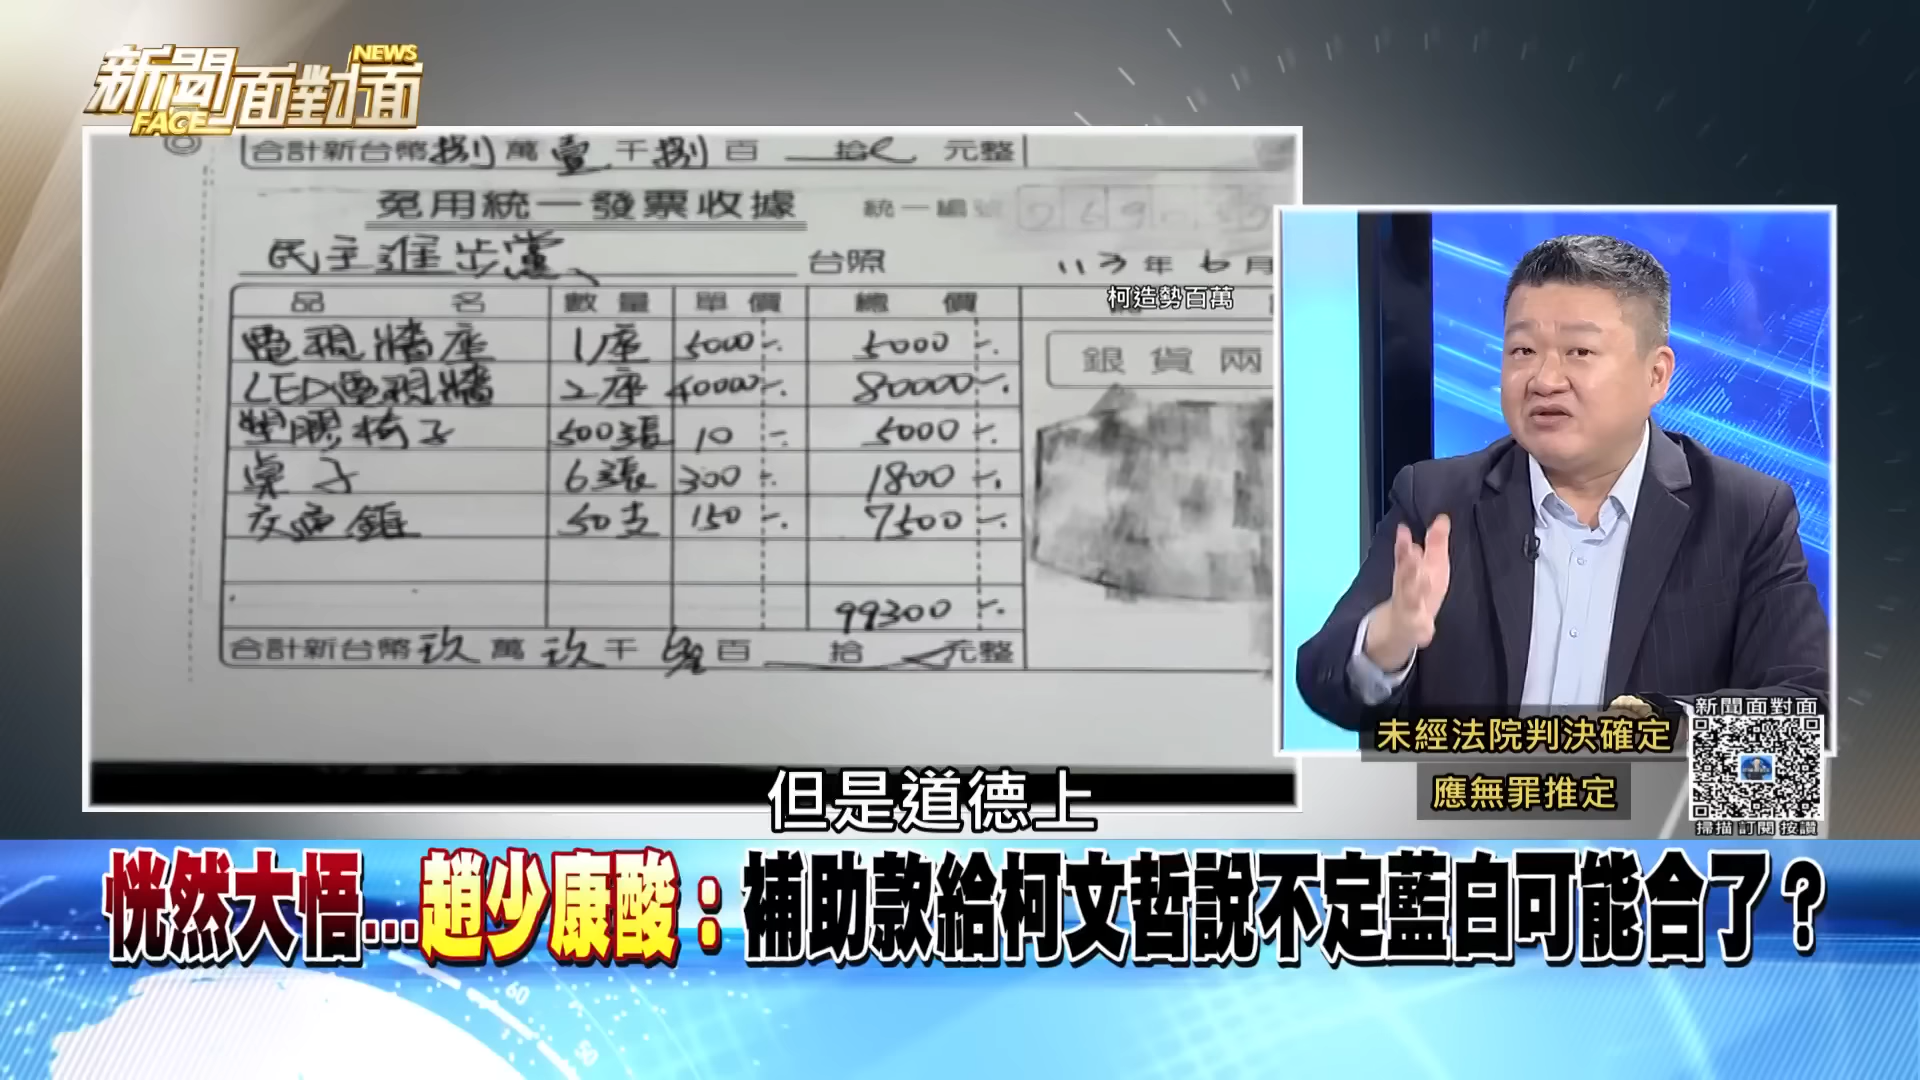 新聞面對面
NEWS
FACE
合計新台幣捌萬壹千捌百 拾 元整
免用統一發票收據
統一編號
民主進步黨
台照
113年6月
柯造勢百萬
品名 數量 單價 總價
電視牆座 1座 5000 5000
LED電視牆 2座 40000 80000
塑膠椅子 500張 10 5000
桌子 6張 300 1800
50支 150 7500
99300
合計新台幣玖萬玖千 百 拾 元整
銀貨兩
未經法院判決確定
應無罪推定
新聞面對面
掃描 訂閱 按讚
但是道德上
恍然大悟...趙少康酸：補助款給柯文哲說不定藍白可能合了？
60
50